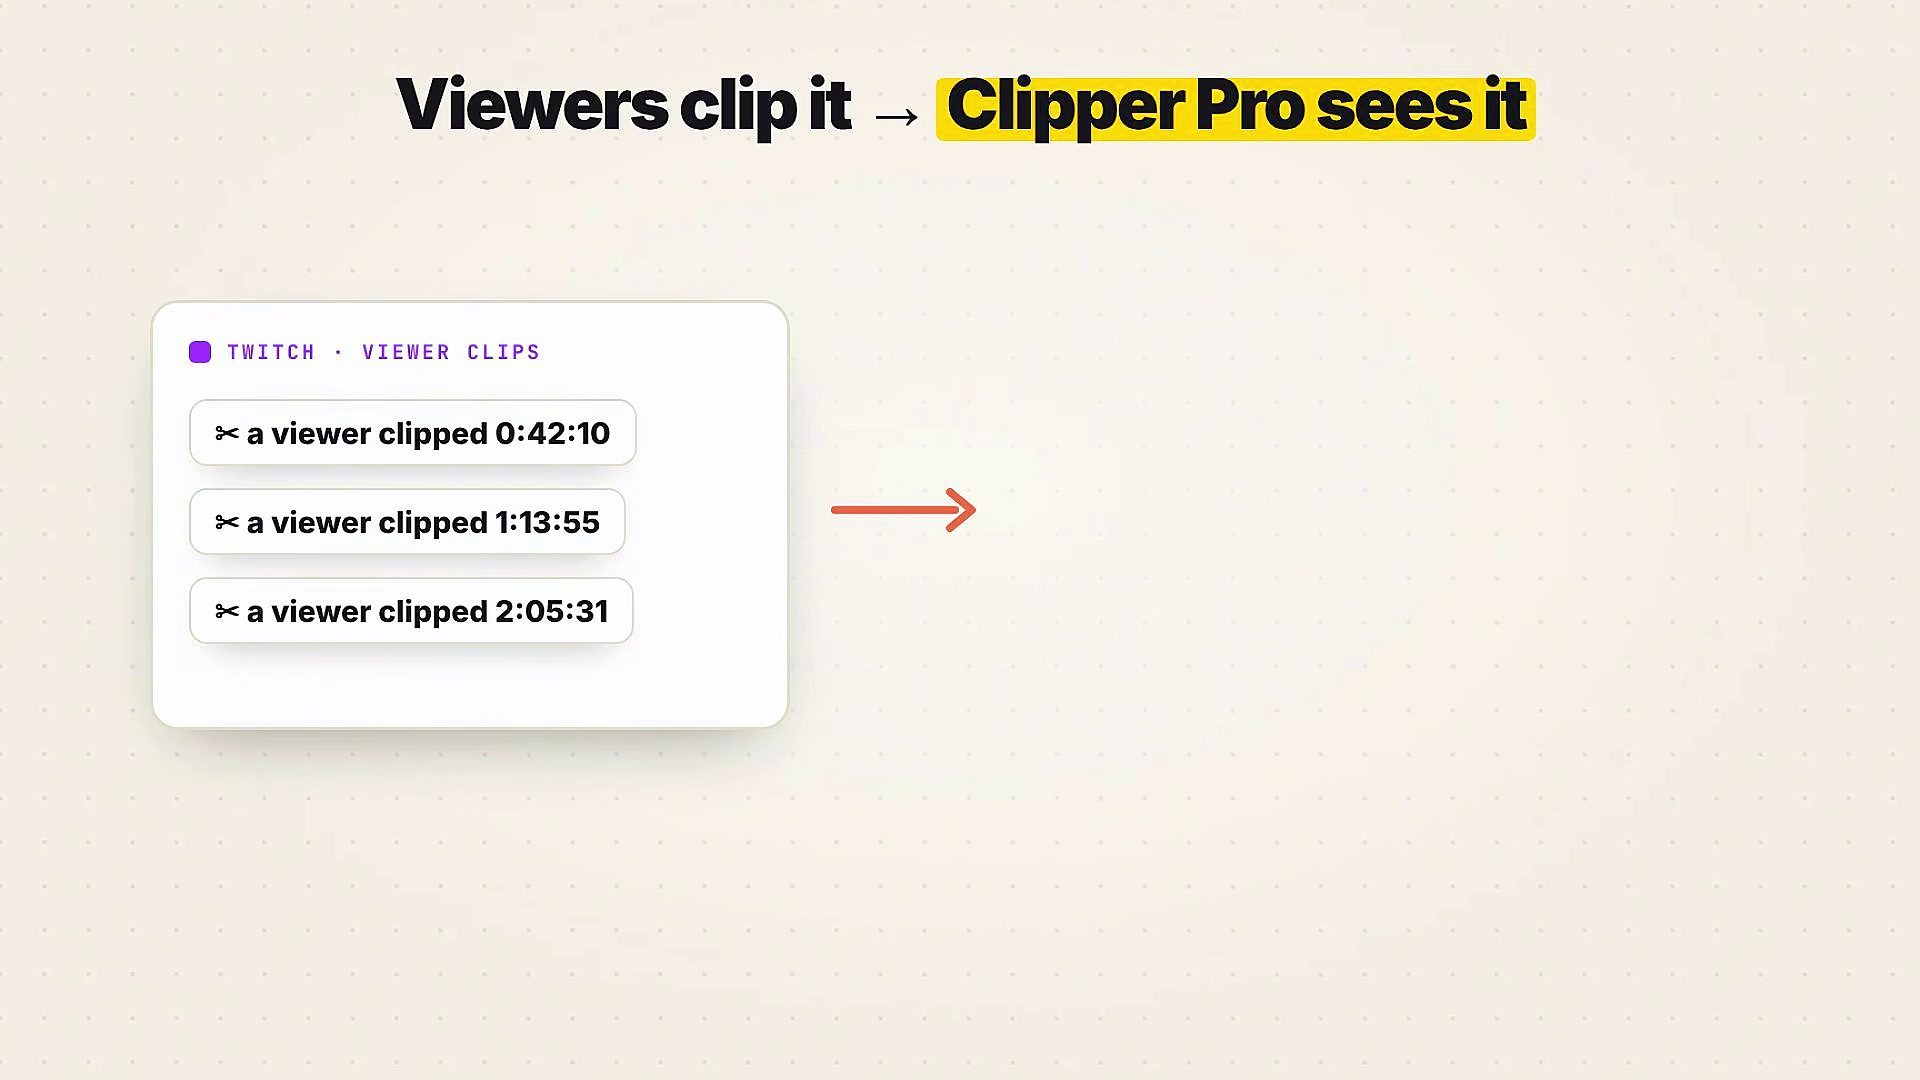 Viewers clip it → Clipper Pro sees it
TWITCH · VIEWER CLIPS
✂ a viewer clipped 0:42:10
✂ a viewer clipped 1:13:55
✂ a viewer clipped 2:05:31